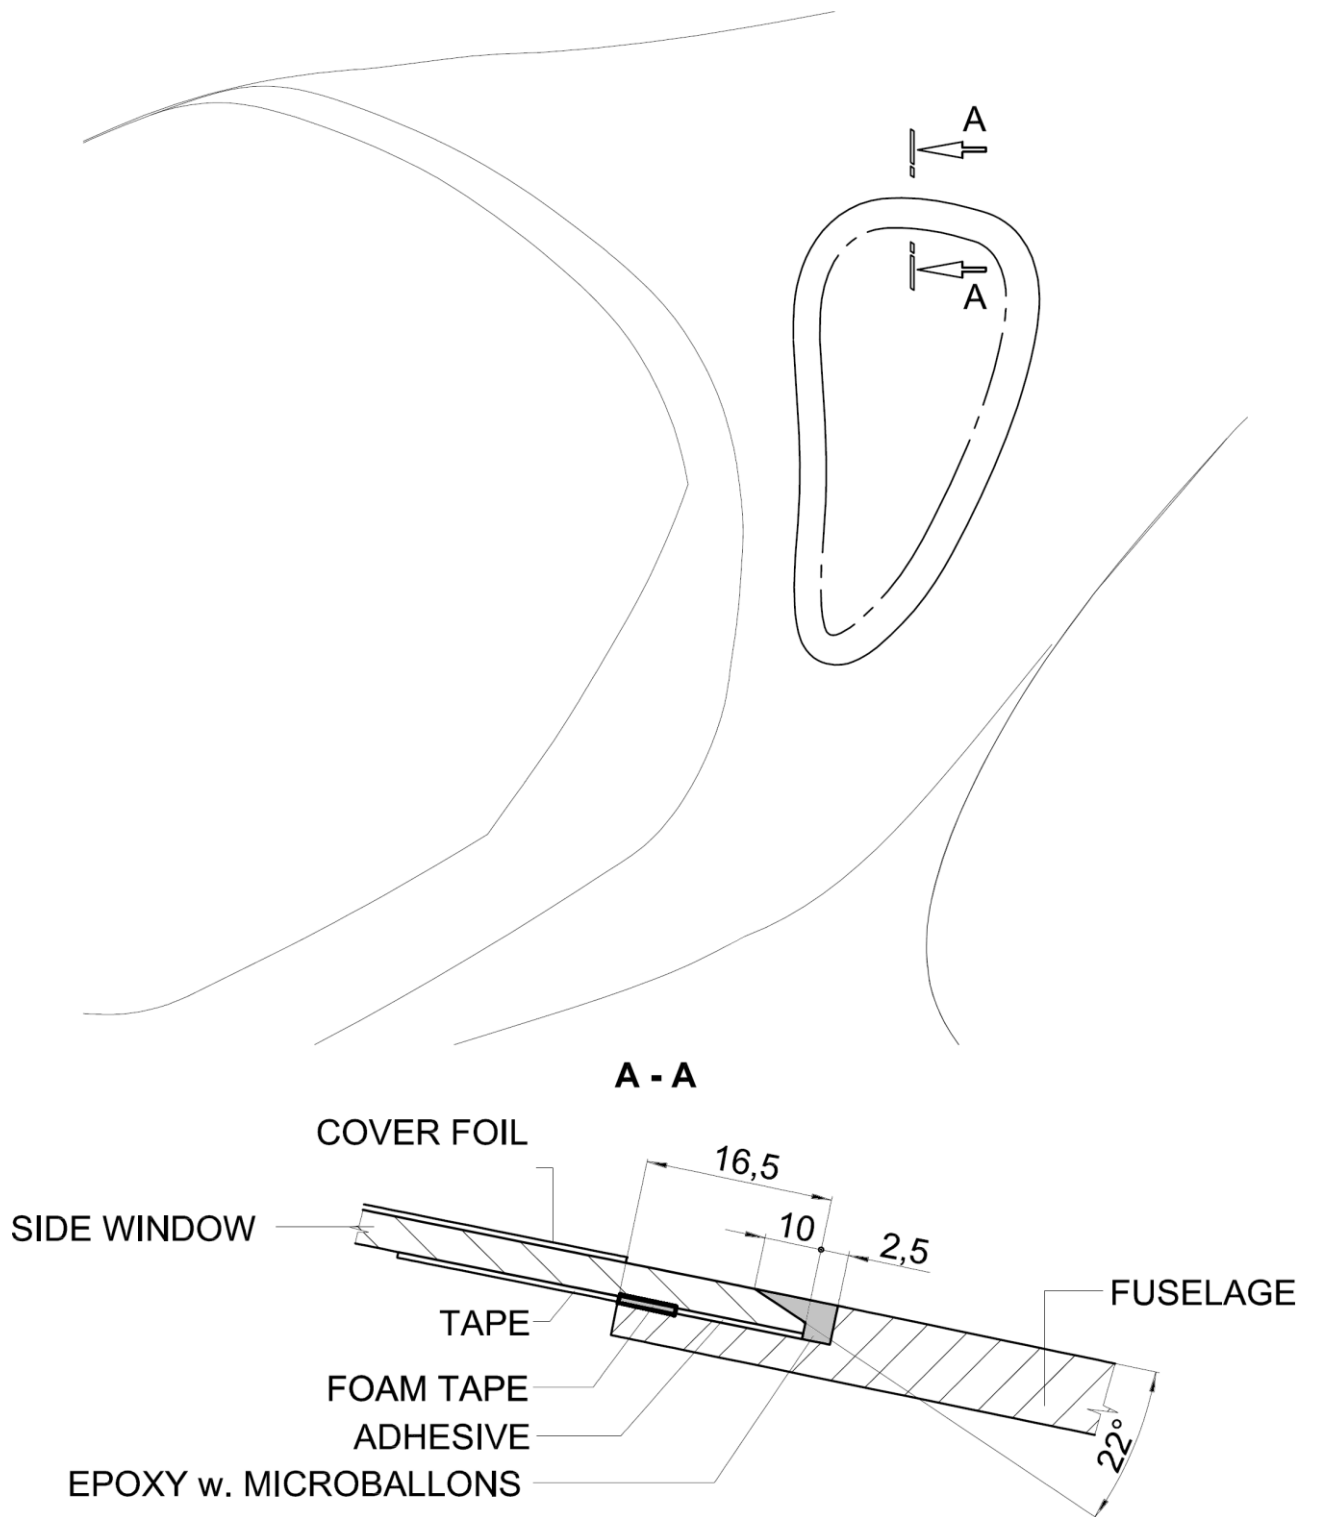 A
A
A - A
COVER FOIL
16,5
SIDE WINDOW
10
2,5
FUSELAGE
TAPE
FOAM TAPE
ADHESIVE
22°
EPOXY w. MICROBALLONS